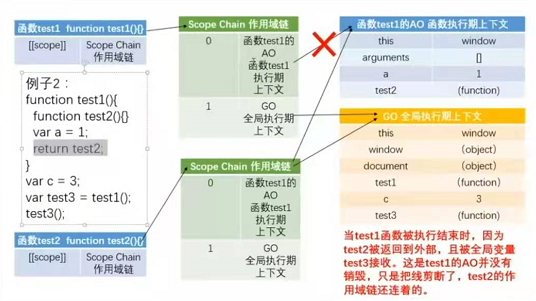 函数test1 function test1(){}
[[scope]] Scope Chain
作用域链
例子2：
function test1(){
function test2(){}
var a = 1;
return test2;
}
var c = 3;
var test3 = test1();
test3();
函数test2 function test2(){}
[[scope]] Scope Chain
作用域链
Scope Chain 作用域链
0 函数test1的
AO
函数test1
执行期
上下文
1 GO
全局执行期
上下文
Scope Chain 作用域链
0 函数test1的
AO
函数test1
执行期
上下文
1 GO
全局执行期
上下文
函数test1的AO 函数执行期上下文
this window
arguments []
a 1
test2 (function)
GO 全局执行期上下文
this window
window (object)
document (object)
test1 (function)
c 3
test3 (function)
当test1函数被执行结束时，因为
test2被返回到外部，且被全局变量
test3接收。这是test1的AO并没有
销毁，只是把线剪断了，test2的作
用域链还连着的。